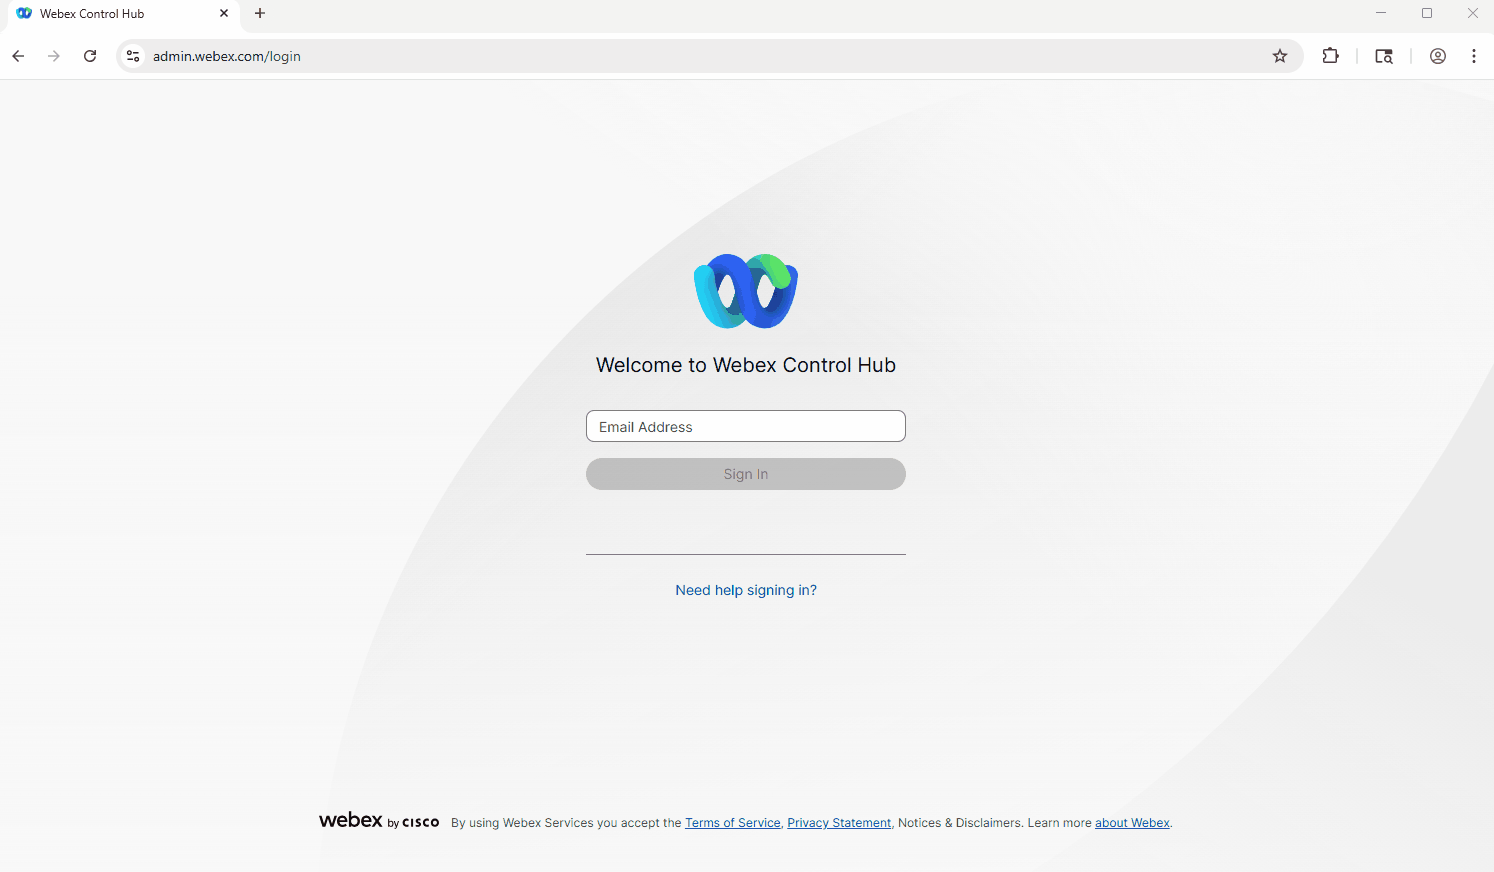 Webex Control Hub
admin.webex.com/login
Welcome to Webex Control Hub
Email Address
Sign In
Need help signing in?
webex by CISCO By using Webex Services you accept the Terms of Service, Privacy Statement, Notices & Disclaimers. Learn more about Webex.